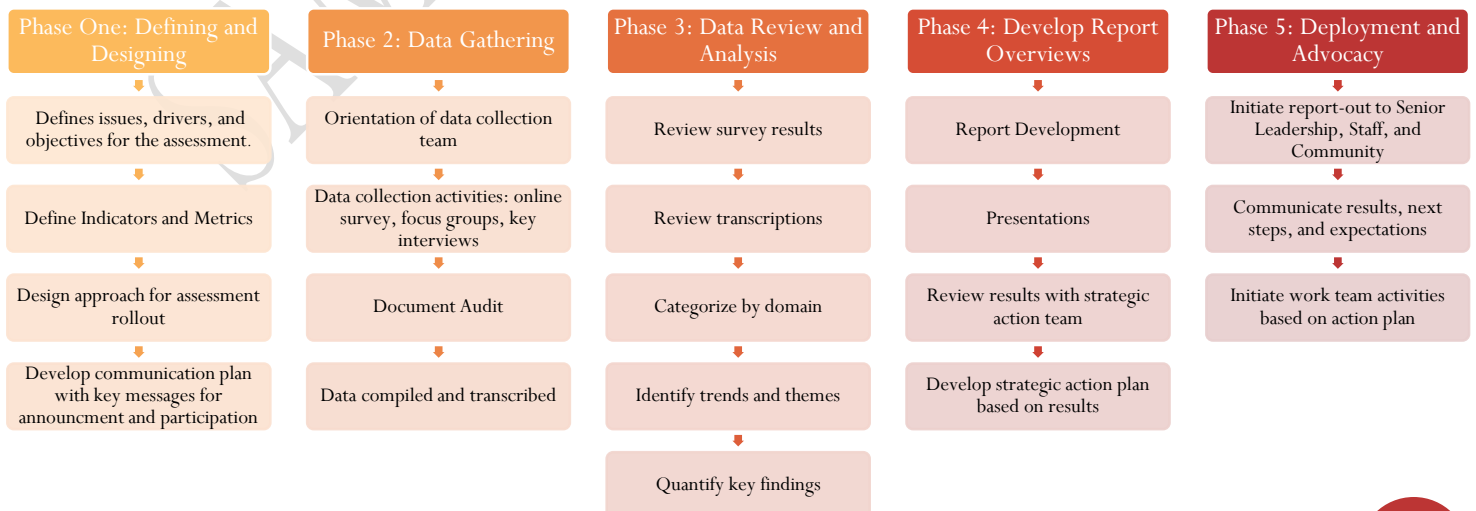 Phase One: Defining and
Designing
Defines issues, drivers, and
objectives for the assessment.
Define Indicators and Metrics
Design approach for assessment
rollout
Develop communication plan
with key messages for
announcment and participation
Phase 2: Data Gathering
Orientation of data collection
team
Data collection activities: online
survey, focus groups, key
interviews
Document Audit
Data compiled and transcribed
Phase 3: Data Review and
Analysis
Review survey results
Review transcriptions
Categorize by domain
Identify trends and themes
Quantify key findings
Phase 4: Develop Report
Overviews
Report Development
Presentations
Review results with strategic
action team
Develop strategic action plan
based on results
Phase 5: Deployment and
Advocacy
Initiate report-out to Senior
Leadership, Staff, and
Community
Communicate results, next
steps, and expectations
Initiate work team activities
based on action plan